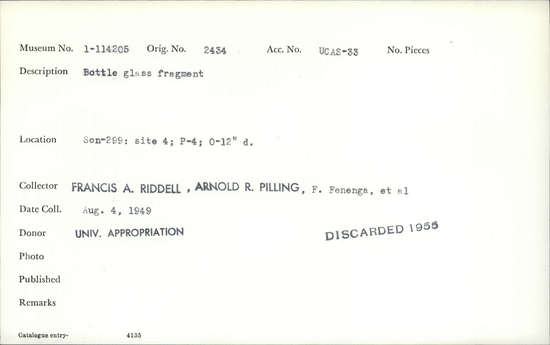 Museum No. 1-114205 Orig. No. 2434 Acc. No. UCAS-33 No. Pieces
Description Bottle glass fragment
Location Son-299: site 4; P-4; 0-12" d.
Collector FRANCIS A. RIDDELL , ARNOLD R. PILLING, F. Fenenga, et al
Date Coll. Aug. 4, 1949
Donor UNIV. APPROPRIATION DISCARDED 1955
Photo
Published
Remarks
Catalogue entry- 4135